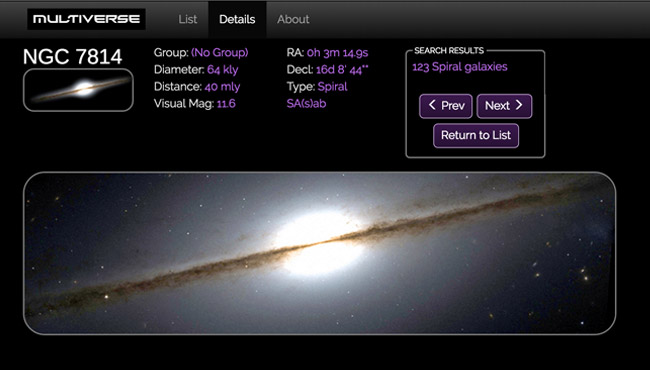 MULTIVERSE
List
Details
About
NGC 7814
Group: (No Group)
Diameter: 64 kly
Distance: 40 mly
Visual Mag: 11.6
RA: 0h 3m 14.9s
Decl: 16d 8' 44""
Type: Spiral
SA(s)ab
SEARCH RESULTS
123 Spiral galaxies
Prev
Next
Return to List